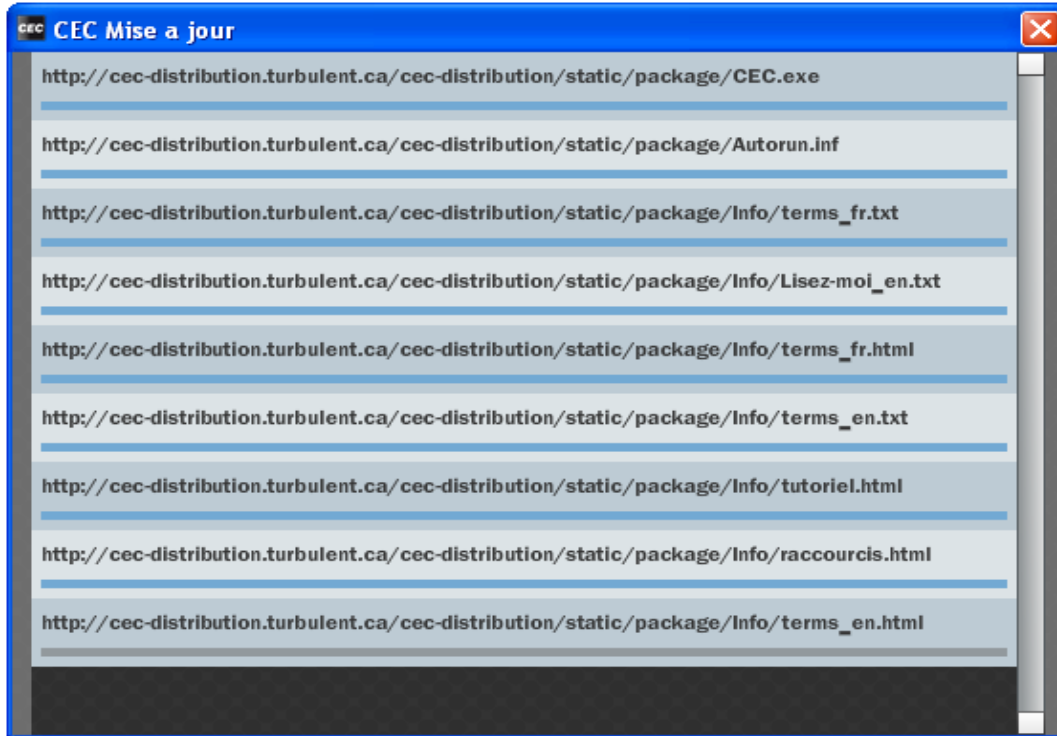 CEC CEC Mise a jour
http://cec-distribution.turbulent.ca/cec-distribution/static/package/CEC.exe
http://cec-distribution.turbulent.ca/cec-distribution/static/package/Autorun.inf
http://cec-distribution.turbulent.ca/cec-distribution/static/package/Info/terms_fr.txt
http://cec-distribution.turbulent.ca/cec-distribution/static/package/Info/Lisez-moi_en.txt
http://cec-distribution.turbulent.ca/cec-distribution/static/package/Info/terms_fr.html
http://cec-distribution.turbulent.ca/cec-distribution/static/package/Info/terms_en.txt
http://cec-distribution.turbulent.ca/cec-distribution/static/package/Info/tutoriel.html
http://cec-distribution.turbulent.ca/cec-distribution/static/package/Info/raccourcis.html
http://cec-distribution.turbulent.ca/cec-distribution/static/package/Info/terms_en.html